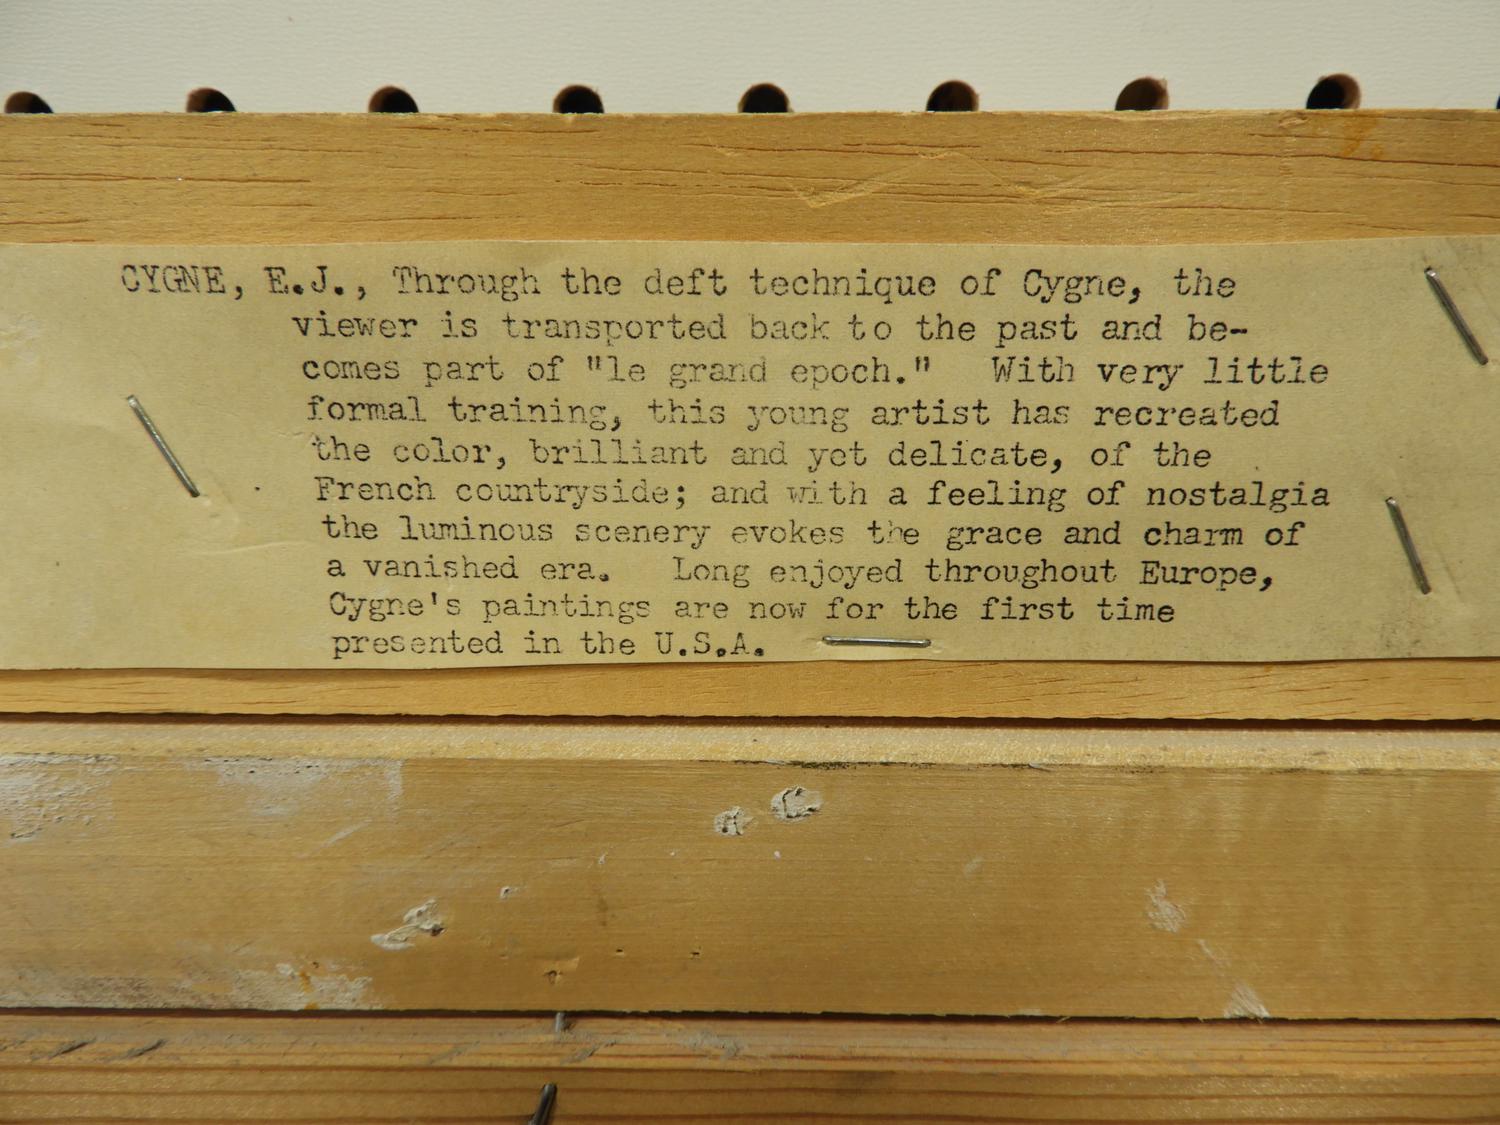 CYGNE, E.J., Through the deft technique of Cygne, the
viewer is transported back to the past and be-
comes part of "le grand epoch." With very little
formal training, this young artist has recreated
the color, brilliant and yet delicate, of the
French countryside; and with a feeling of nostalgia
the luminous scenery evokes the grace and charm of
a vanished era. Long enjoyed throughout Europe,
Cygne's paintings are now for the first time
presented in the U.S.A.